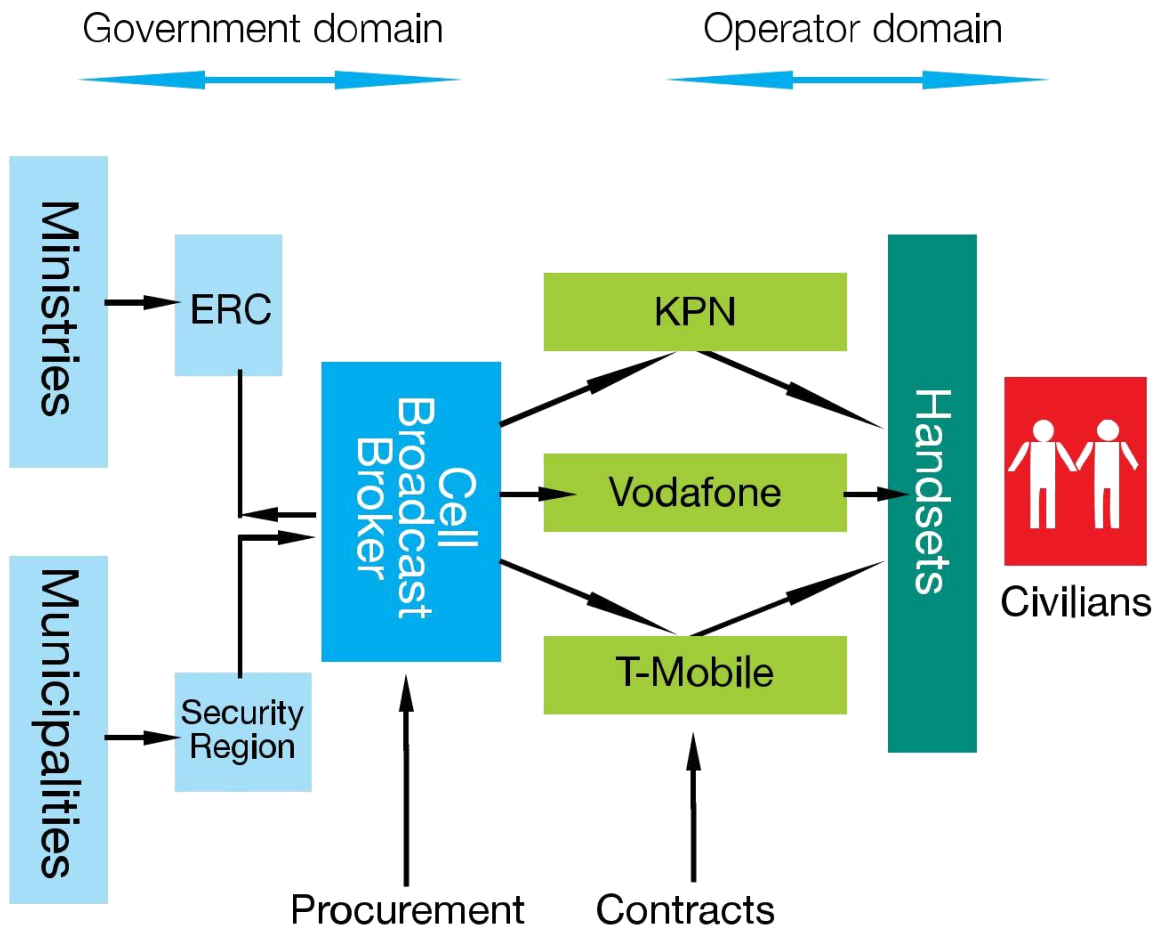 Government domain
Operator domain
Ministries
ERC
KPN
Cell
Broadcast
Broker
Vodafone
Handsets
Civilians
Municipalities
Security
Region
T-Mobile
Procurement
Contracts